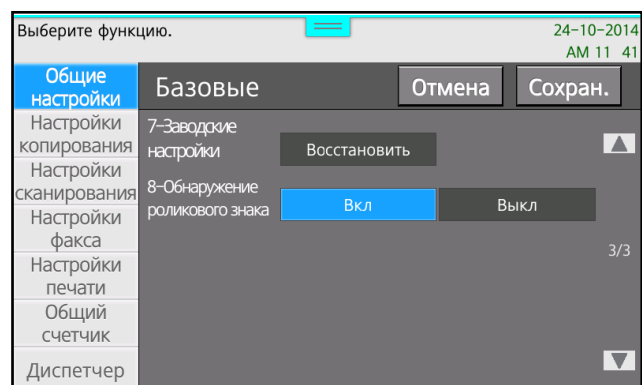 Выберите функцию.
24-10-2014
AM 11 41
Общие
настройки
Базовые
Отмена
Сохран.
Настройки
копирования
Настройки
сканирования
Настройки
факса
Настройки
печати
Общий
счетчик
Диспетчер
7-Заводские
настройки
Восстановить
8-Обнаружение
роликового знака
Вкл
Выкл
3/3